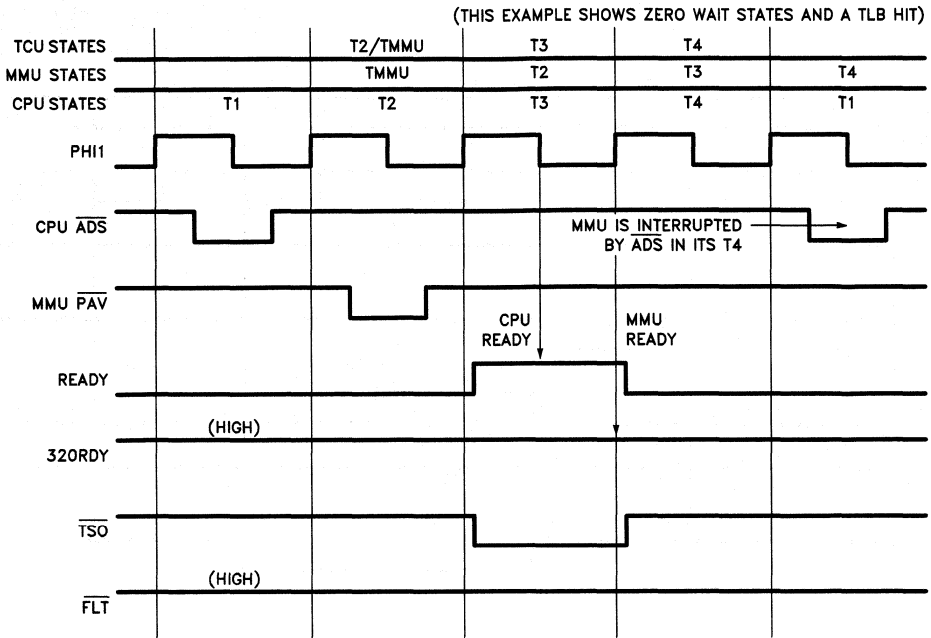 (THIS EXAMPLE SHOWS ZERO WAIT STATES AND A TLB HIT)
TCU STATES T2/TMMU T3 T4
MMU STATES TMMU T2 T3 T4
CPU STATES T1 T2 T3 T4 T1
PHI1
CPU ADS
MMU IS INTERRUPTED
BY ADS IN ITS T4
MMU PAV
CPU
READY
MMU
READY
READY
(HIGH)
320RDY
TSO
(HIGH)
FLT